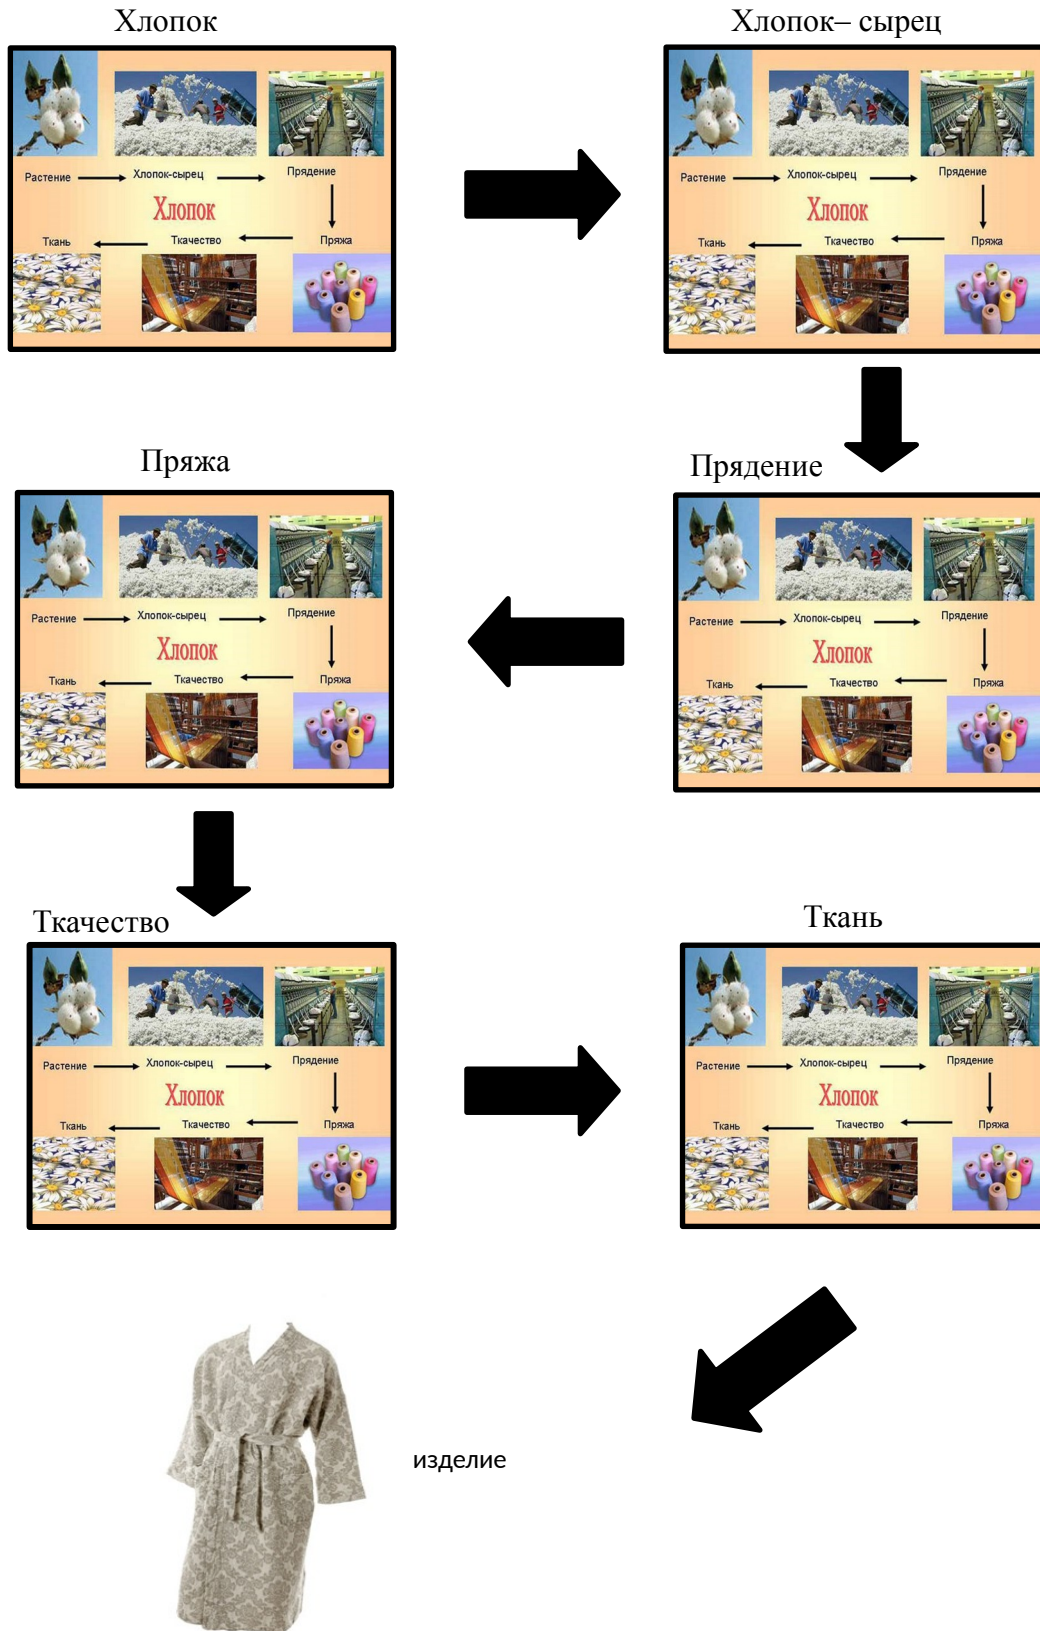 Хлопок
Хлопок– сырец
Растение
Хлопок-сырец
Прядение
Хлопок
Ткань
Ткачество
Пряжа
Растение
Хлопок-сырец
Прядение
Хлопок
Ткань
Ткачество
Пряжа
Пряжа
Прядение
Растение
Хлопок-сырец
Прядение
Хлопок
Ткань
Ткачество
Пряжа
Растение
Хлопок-сырец
Прядение
Хлопок
Ткань
Ткачество
Пряжа
Ткачество
Ткань
Растение
Хлопок-сырец
Прядение
Хлопок
Ткань
Ткачество
Пряжа
Растение
Хлопок-сырец
Прядение
Хлопок
Ткань
Ткачество
Пряжа
изделие